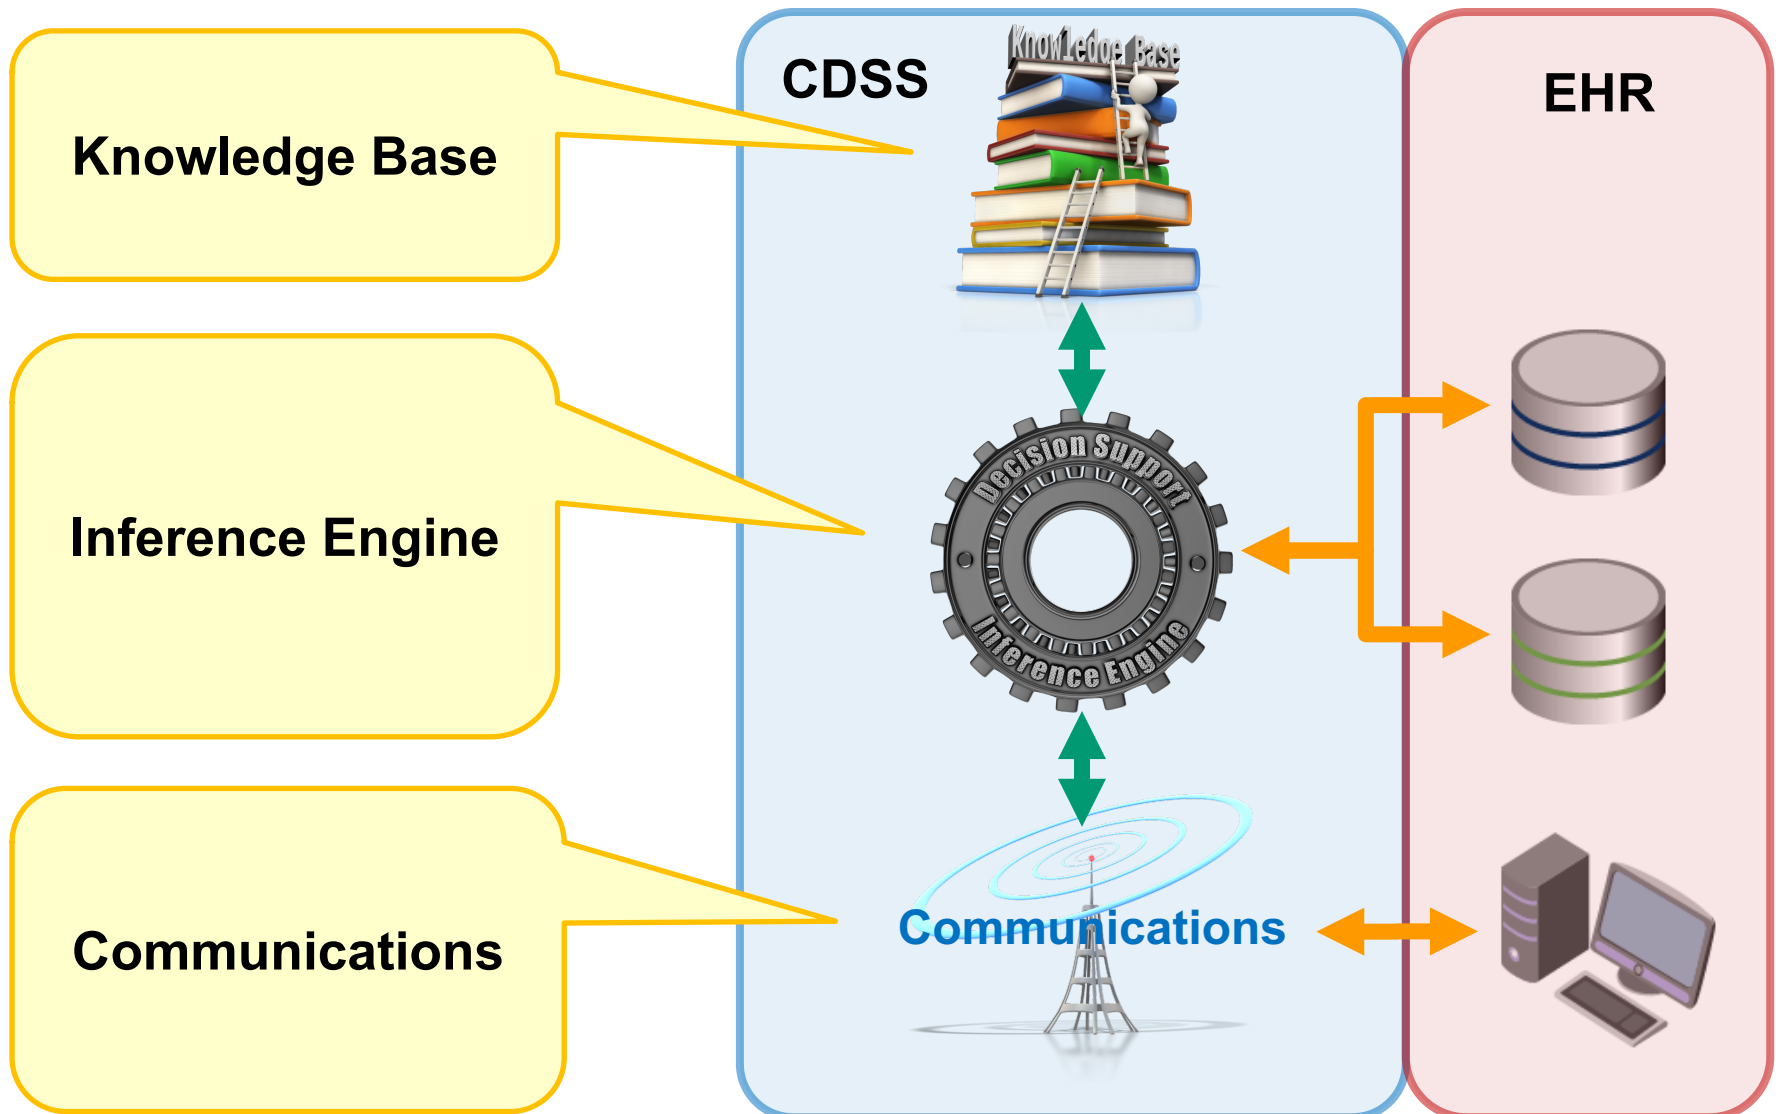 Knowledge Base
CDSS
Knowledge Base
EHR
Inference Engine
Decision Support
Inference Engine
Communications
Communications